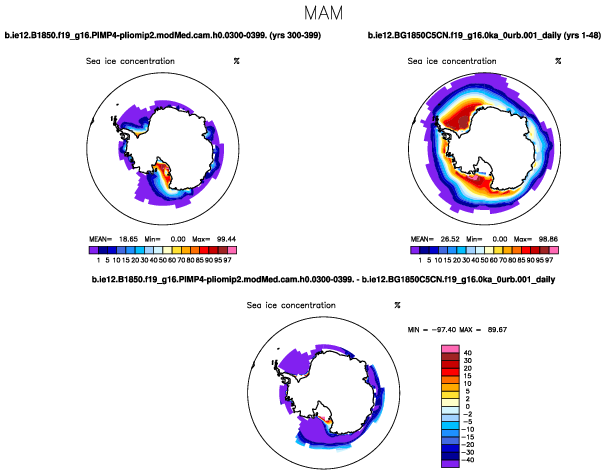 MAM
b.ie12.B1850.f19_g16.PIMP4-pliomip2.modMed.cam.h0.0300-0399. (yrs 300-399)
b.ie12.BG1850C5CN.f19_g16.0ka_0urb.001_daily (yrs 1-48)
Sea ice concentration %
Sea ice concentration %
MEAN= 18.65 Min= 0.00 Max= 99.44
MEAN= 26.52 Min= 0.00 Max= 98.86
1 5 10 15 20 30 40 50 60 70 80 85 90 95 97
1 5 10 15 20 30 40 50 60 70 80 85 90 95 97
b.ie12.B1850.f19_g16.PIMP4-pliomip2.modMed.cam.h0.0300-0399. - b.ie12.BG1850C5CN.f19_g16.0ka_0urb.001_daily
Sea ice concentration %
MIN = -97.40 MAX = 89.67
40
30
20
15
10
5
2
0
-2
-5
-10
-15
-20
-30
-40